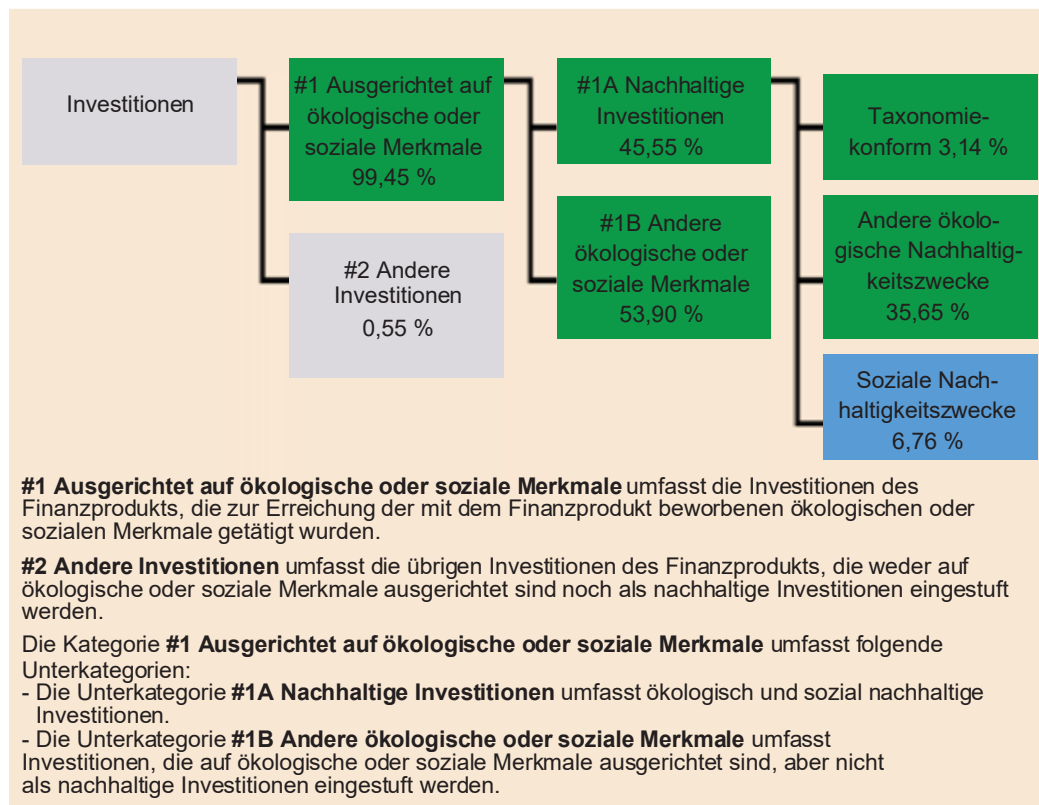 Investitionen
#1 Ausgerichtet auf
ökologische oder
soziale Merkmale
99,45 %
#2 Andere
Investitionen
0,55 %
#1A Nachhaltige
Investitionen
45,55 %
#1B Andere
ökologische oder
soziale Merkmale
53,90 %
Taxonomie-
konform 3,14 %
Andere ökolo-
gische Nachhaltig-
keitszwecke
35,65 %
Soziale Nach-
haltigkeitszwecke
6,76 %
#1 Ausgerichtet auf ökologische oder soziale Merkmale umfasst die Investitionen des
Finanzprodukts, die zur Erreichung der mit dem Finanzprodukt beworbenen ökologischen oder
sozialen Merkmale getätigt wurden.
#2 Andere Investitionen umfasst die übrigen Investitionen des Finanzprodukts, die weder auf
ökologische oder soziale Merkmale ausgerichtet sind noch als nachhaltige Investitionen eingestuft
werden.
Die Kategorie #1 Ausgerichtet auf ökologische oder soziale Merkmale umfasst folgende
Unterkategorien:
- Die Unterkategorie #1A Nachhaltige Investitionen umfasst ökologisch und sozial nachhaltige
Investitionen.
- Die Unterkategorie #1B Andere ökologische oder soziale Merkmale umfasst
Investitionen, die auf ökologische oder soziale Merkmale ausgerichtet sind, aber nicht
als nachhaltige Investitionen eingestuft werden.